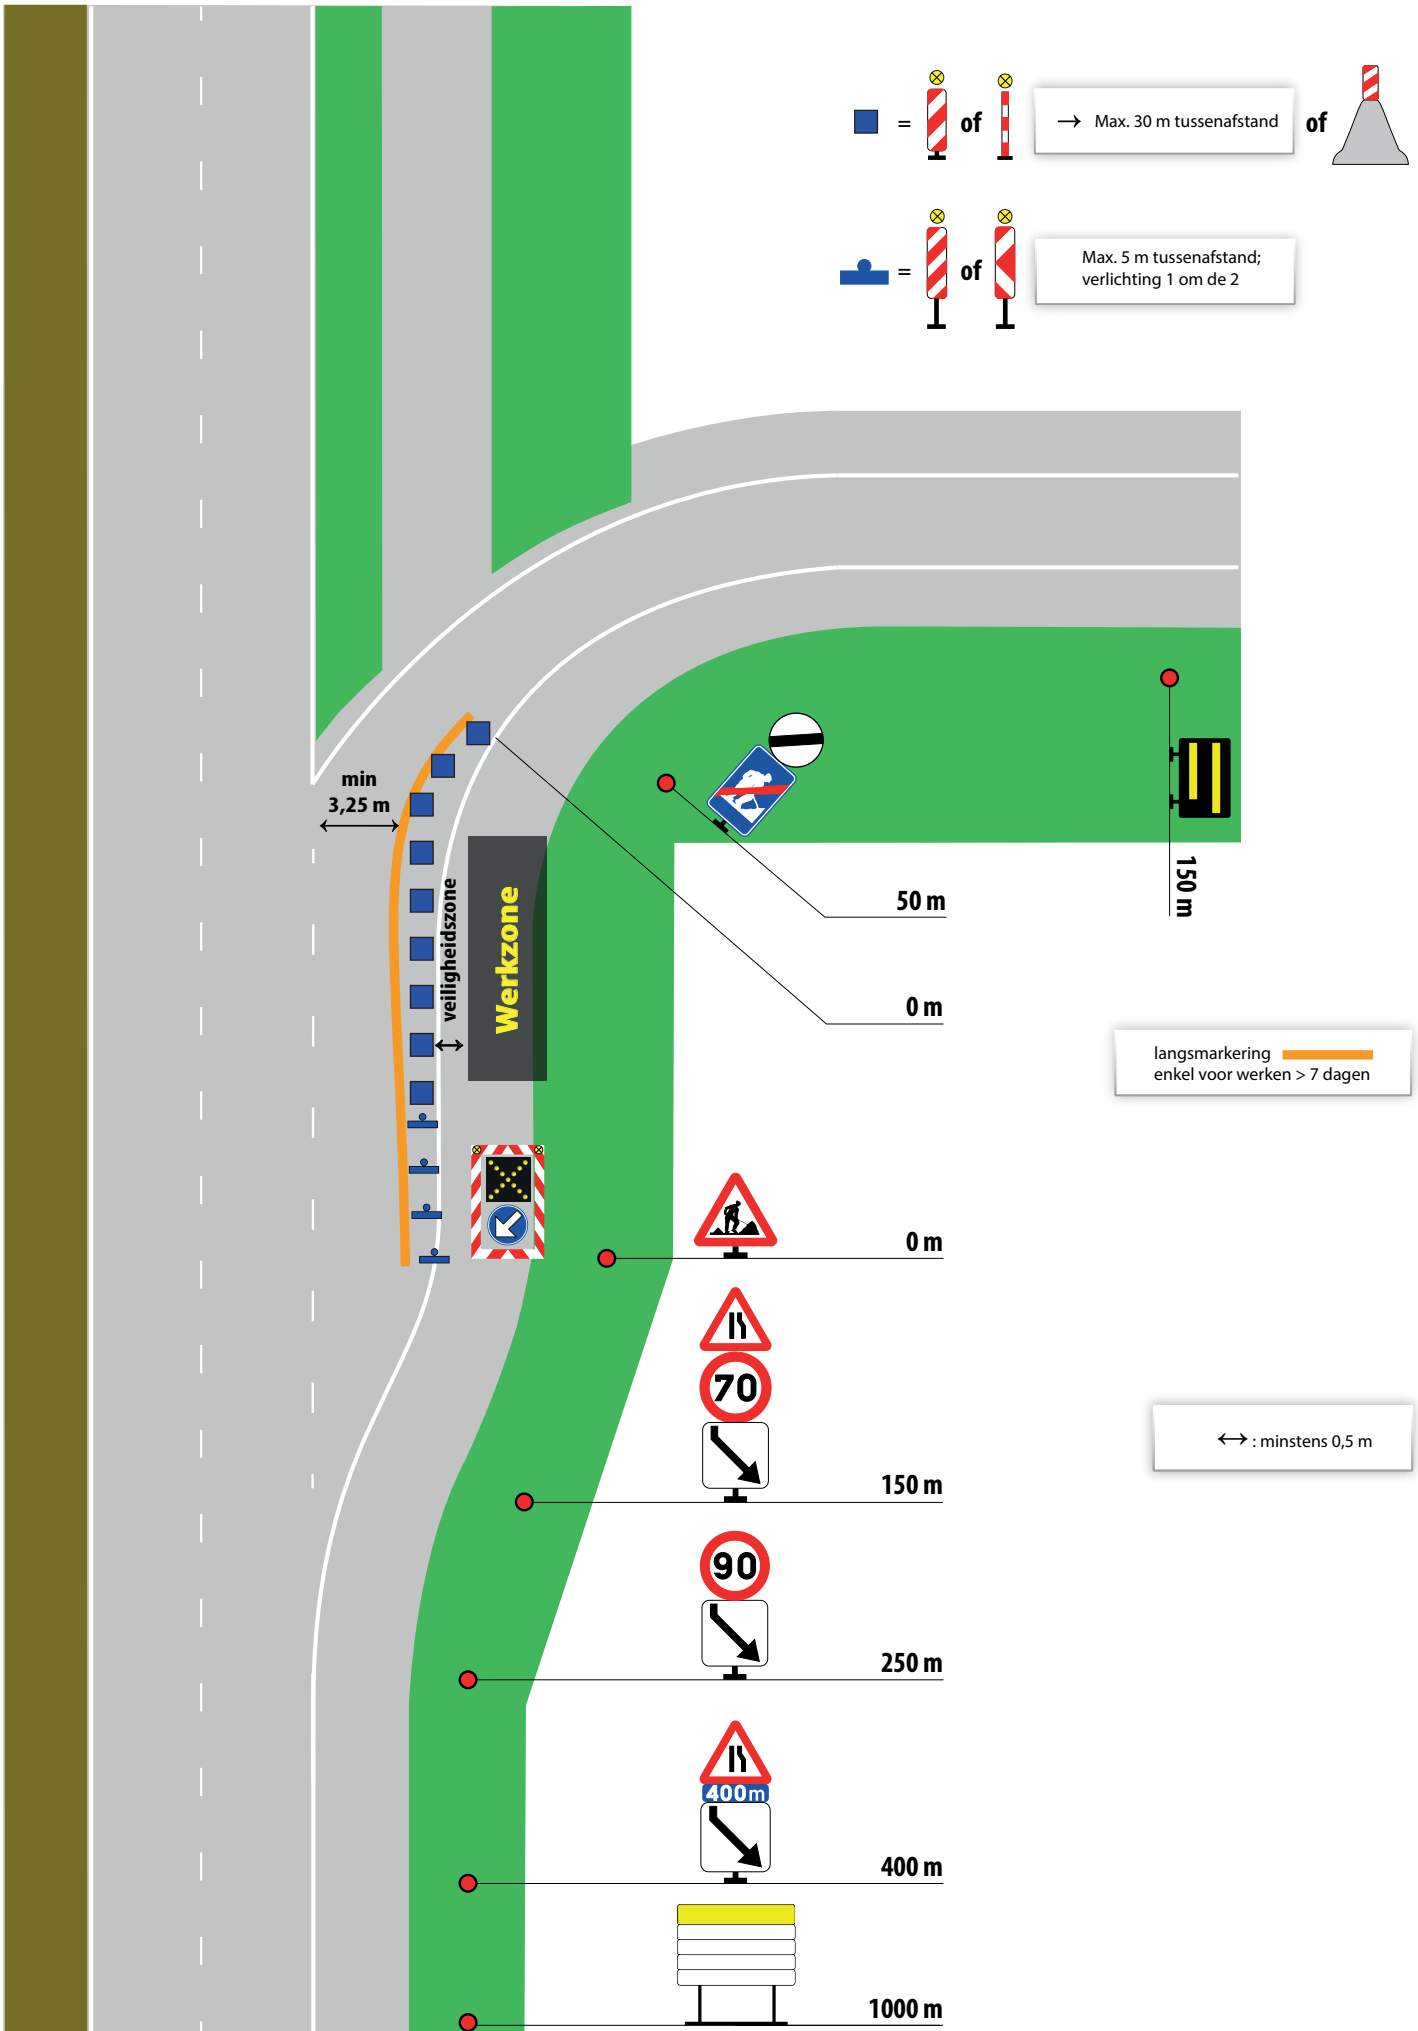 = of → Max. 30 m tussenafstand of
= of Max. 5 m tussenafstand;
verlichting 1 om de 2
min
3,25 m
veiligheidszone
Werkzone
50 m
150 m
0 m
langsmarkering
enkel voor werken > 7 dagen
0 m
70
↔ : minstens 0,5 m
150 m
90
250 m
400m
400 m
1000 m